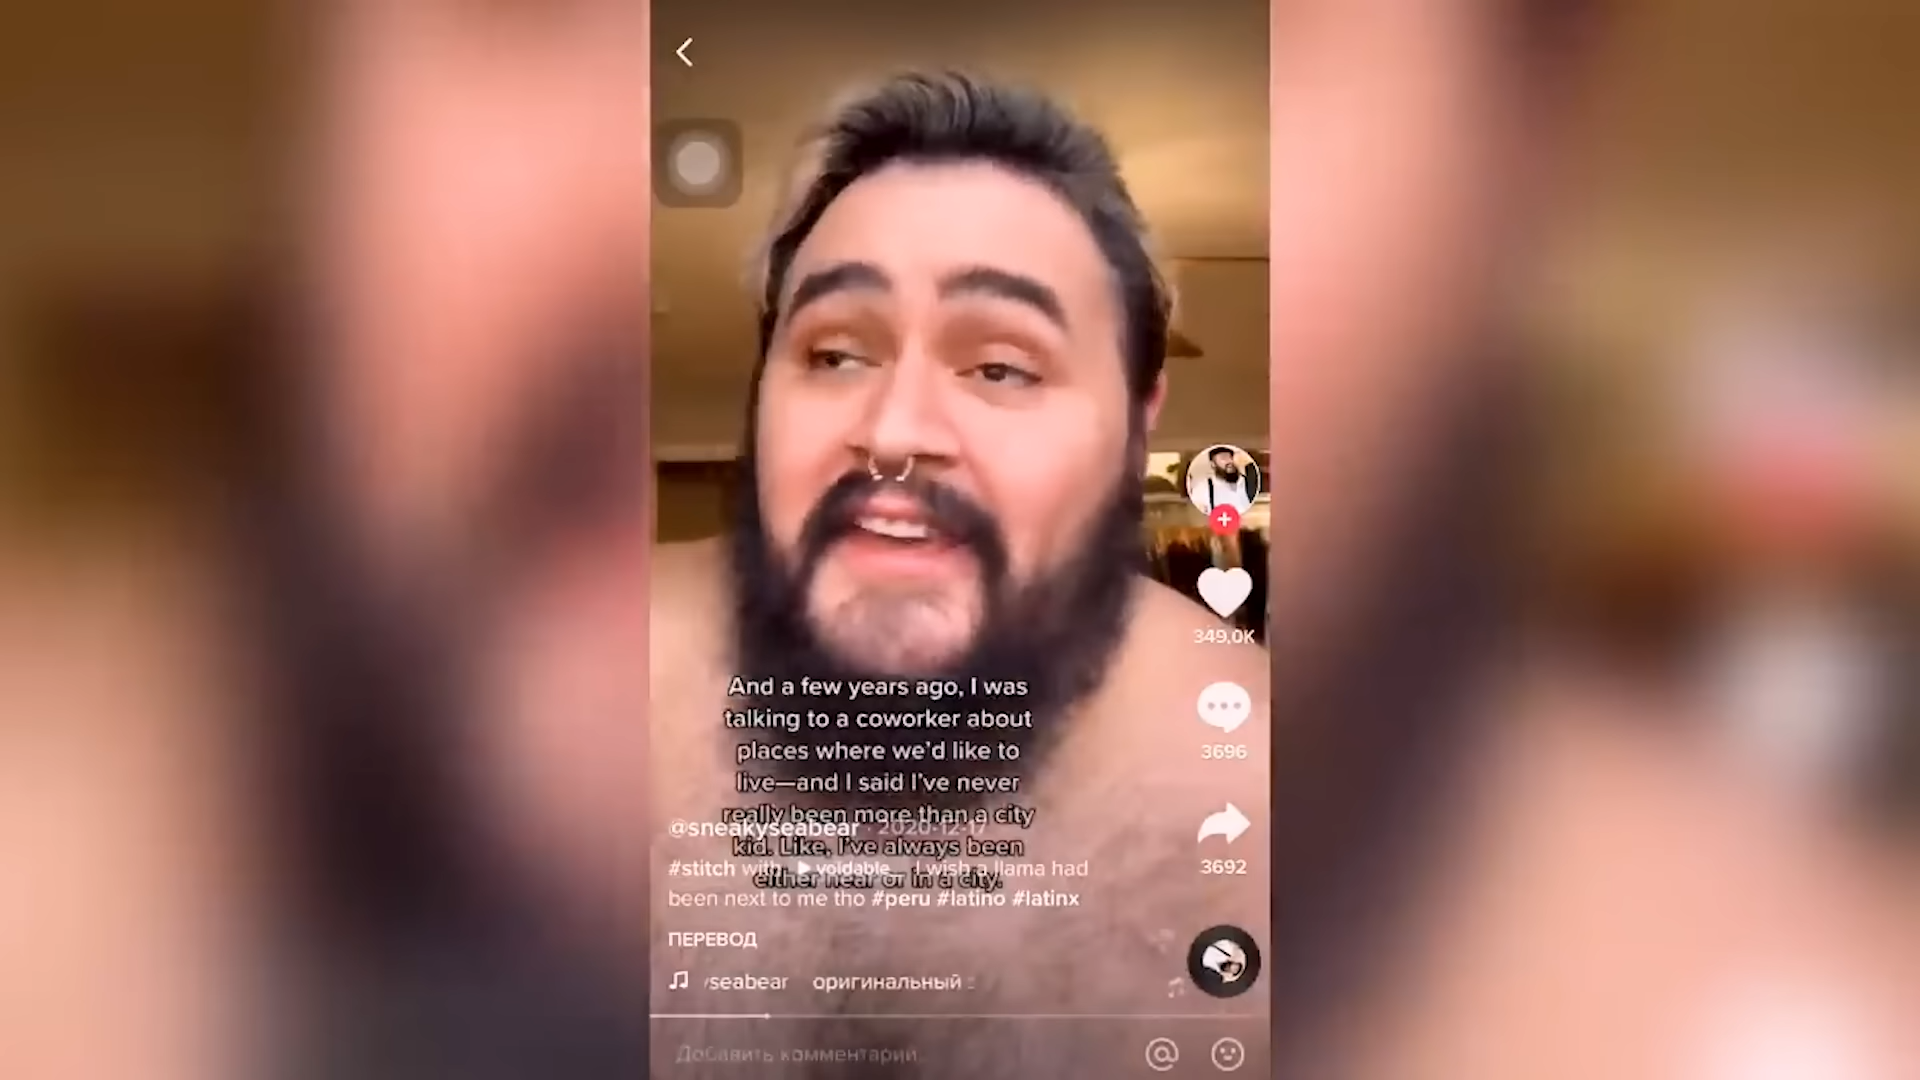 349,0K
3696
3692
And a few years ago, I was
talking to a coworker about
places where we'd like to
live—and I said I've never
really been more than a city
kid. Like, I've always been
either near or in a city.
@sneakyseabear · 2020-12-17
#stitch with voidable_ I wish a llama had
been next to me tho #peru #latino #latinx
ПЕРЕВОД
seabear оригинальный
Добавить комментарий...